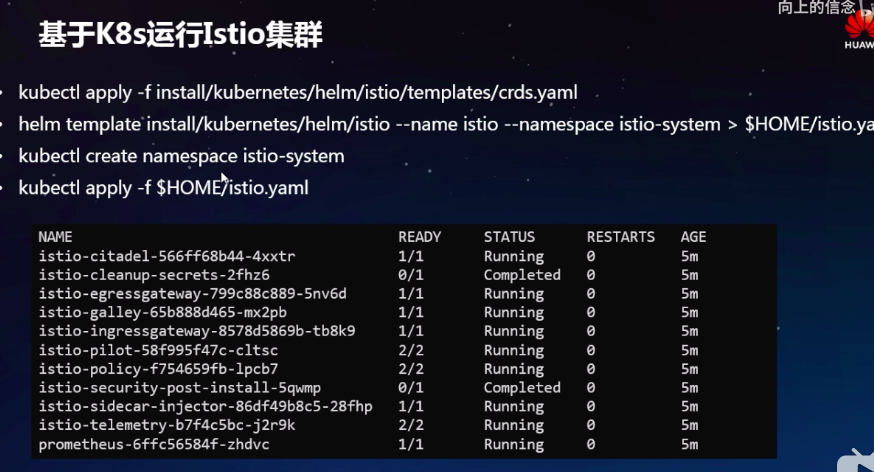 向上的信念
基于K8s运行Istio集群
HUAW
• kubectl apply -f install/kubernetes/helm/istio/templates/crds.yaml
• helm template install/kubernetes/helm/istio --name istio --namespace istio-system > $HOME/istio.ya
• kubectl create namespace istio-system
• kubectl apply -f $HOME/istio.yaml
NAME READY STATUS RESTARTS AGE
istio-citadel-566ff68b44-4xxtr 1/1 Running 0 5m
istio-cleanup-secrets-2fhz6 0/1 Completed 0 5m
istio-egressgateway-799c88c889-5nv6d 1/1 Running 0 5m
istio-galley-65b888d465-mx2pb 1/1 Running 0 5m
istio-ingressgateway-8578d5869b-tb8k9 1/1 Running 0 5m
istio-pilot-58f995f47c-cltsc 2/2 Running 0 5m
istio-policy-f754659fb-lpcb7 2/2 Running 0 5m
istio-security-post-install-5qwmp 0/1 Completed 0 5m
istio-sidecar-injector-86df49b8c5-28fhp 1/1 Running 0 5m
istio-telemetry-b7f4c5bc-j2r9k 2/2 Running 0 5m
prometheus-6ffc56584f-zhdvc 1/1 Running 0 5m